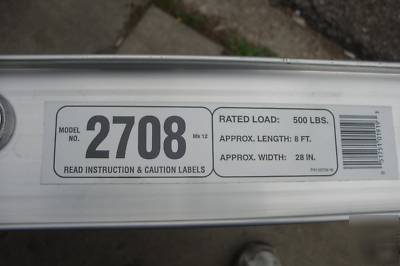 MODEL NO. 2708 Mk 12
READ INSTRUCTION & CAUTION LABELS
RATED LOAD: 500 LBS.
APPROX. LENGTH: 8 FT.
APPROX. WIDTH: 28 IN.